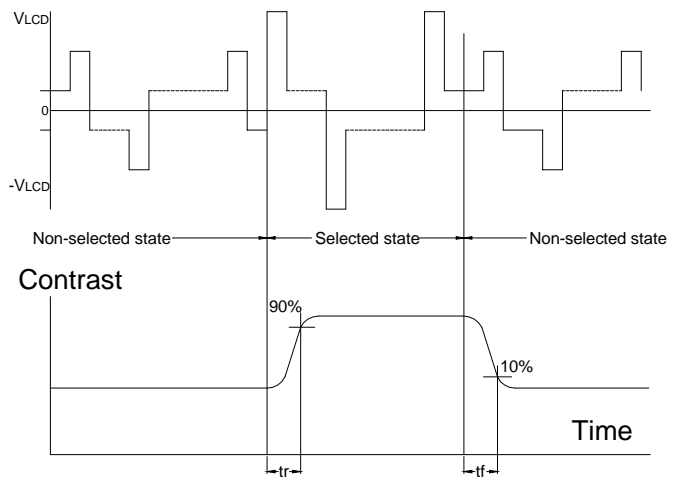 VLCD
0
-VLCD
Non-selected state
Selected state
Non-selected state
Contrast
90%
10%
Time
tr
tf